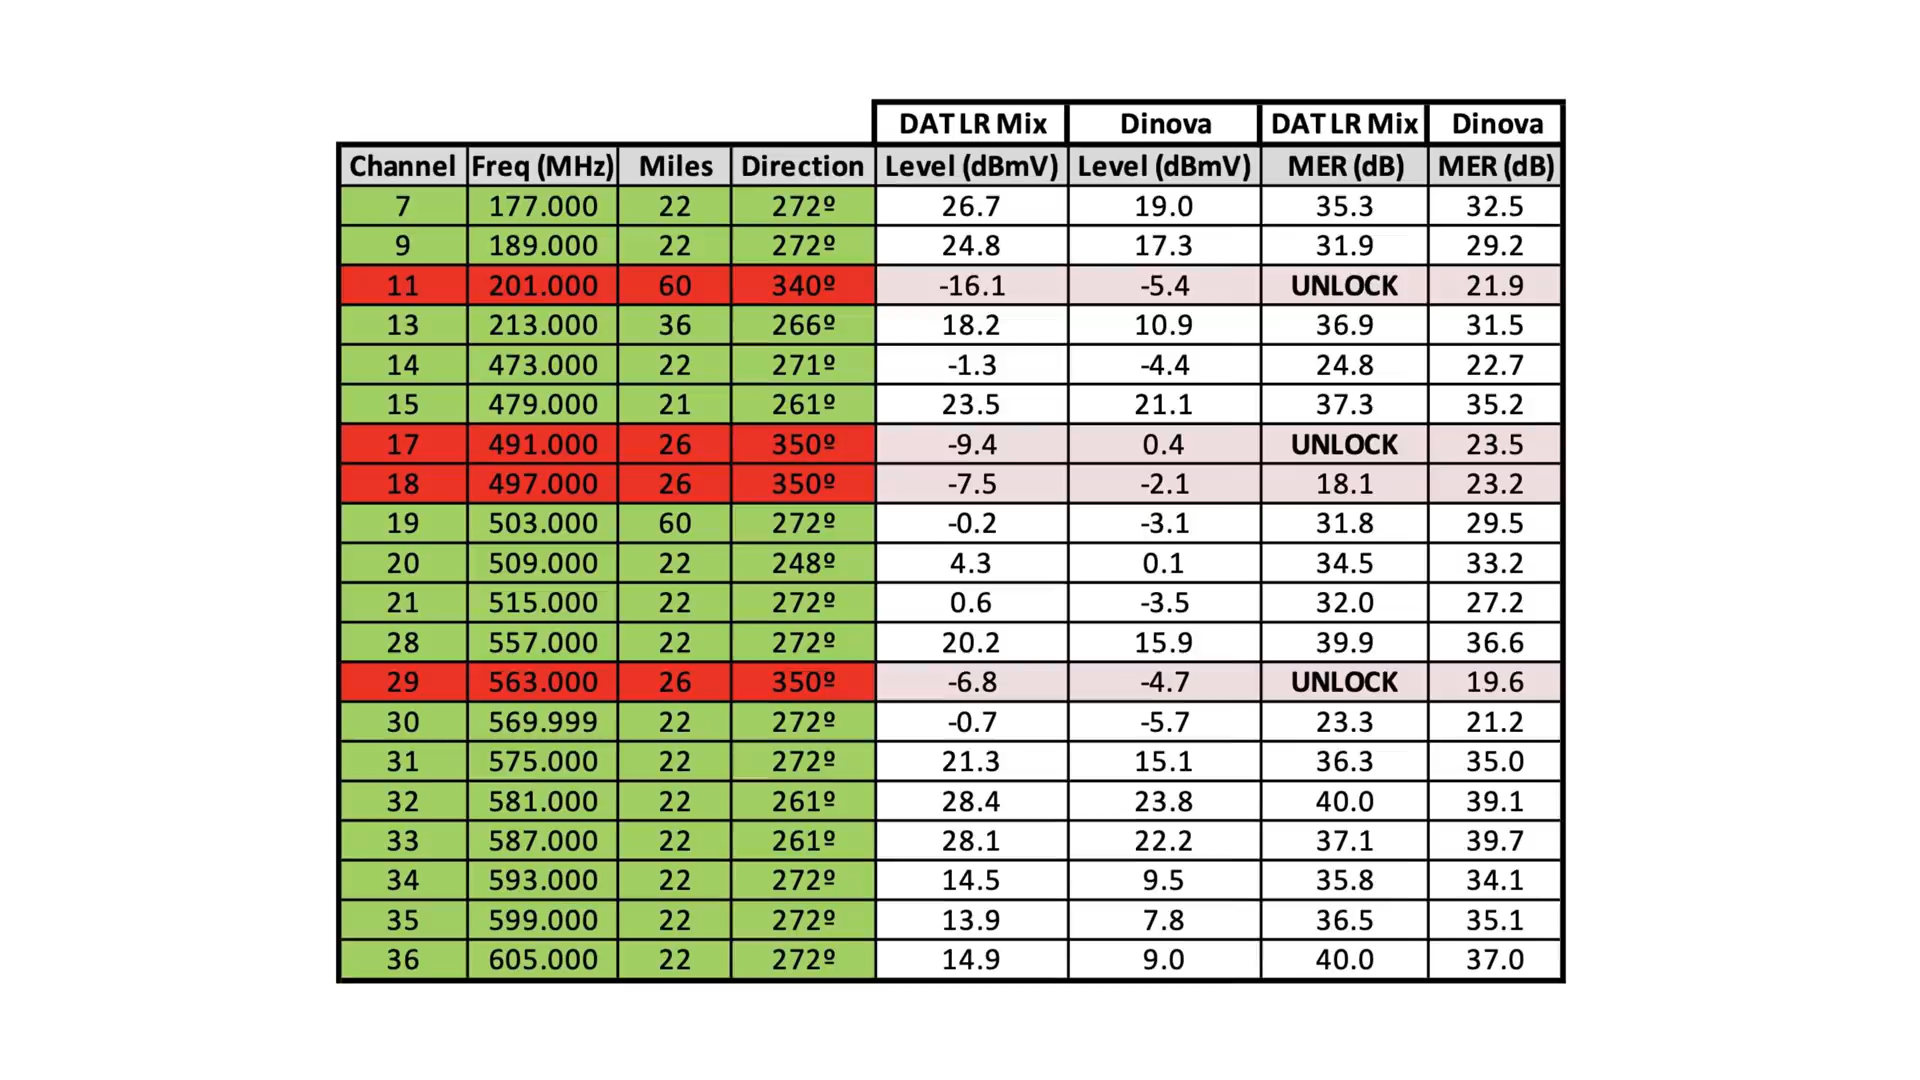 DAT LR Mix Dinova DAT LR Mix Dinova
Channel Freq (MHz) Miles Direction Level (dBmV) Level (dBmV) MER (dB) MER (dB)
7 177.000 22 272º 26.7 19.0 35.3 32.5
9 189.000 22 272º 24.8 17.3 31.9 29.2
11 201.000 60 340º -16.1 -5.4 UNLOCK 21.9
13 213.000 36 266º 18.2 10.9 36.9 31.5
14 473.000 22 271º -1.3 -4.4 24.8 22.7
15 479.000 21 261º 23.5 21.1 37.3 35.2
17 491.000 26 350º -9.4 0.4 UNLOCK 23.5
18 497.000 26 350º -7.5 -2.1 18.1 23.2
19 503.000 60 272º -0.2 -3.1 31.8 29.5
20 509.000 22 248º 4.3 0.1 34.5 33.2
21 515.000 22 272º 0.6 -3.5 32.0 27.2
28 557.000 22 272º 20.2 15.9 39.9 36.6
29 563.000 26 350º -6.8 -4.7 UNLOCK 19.6
30 569.999 22 272º -0.7 -5.7 23.3 21.2
31 575.000 22 272º 21.3 15.1 36.3 35.0
32 581.000 22 261º 28.4 23.8 40.0 39.1
33 587.000 22 261º 28.1 22.2 37.1 39.7
34 593.000 22 272º 14.5 9.5 35.8 34.1
35 599.000 22 272º 13.9 7.8 36.5 35.1
36 605.000 22 272º 14.9 9.0 40.0 37.0